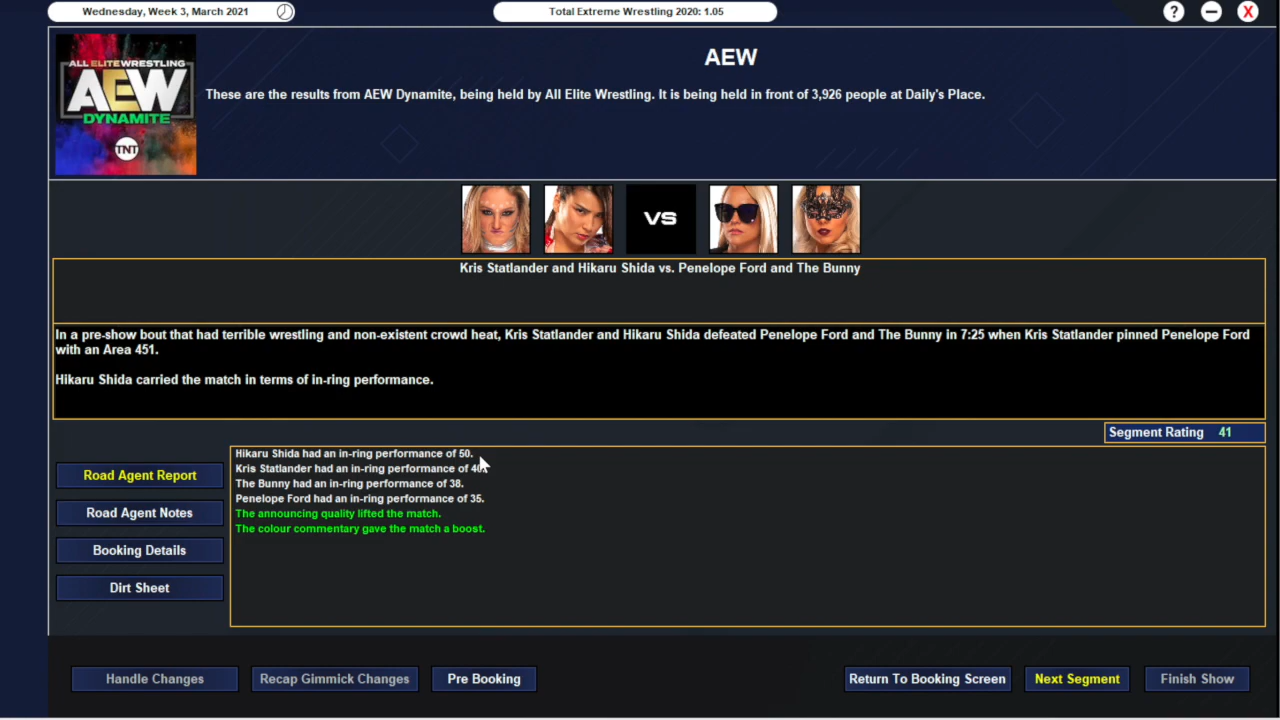 Wednesday, Week 3, March 2021
Total Extreme Wrestling 2020: 1.05
?
X
ALL ELITE WRESTLING
AEW
DYNAMITE
TNT
AEW
These are the results from AEW Dynamite, being held by All Elite Wrestling. It is being held in front of 3,926 people at Daily's Place.
VS
Kris Statlander and Hikaru Shida vs. Penelope Ford and The Bunny
In a pre-show bout that had terrible wrestling and non-existent crowd heat, Kris Statlander and Hikaru Shida defeated Penelope Ford and The Bunny in 7:25 when Kris Statlander pinned Penelope Ford
with an Area 451.
Hikaru Shida carried the match in terms of in-ring performance.
Segment Rating 41
Hikaru Shida had an in-ring performance of 50.
Kris Statlander had an in-ring performance of
The Bunny had an in-ring performance of 38.
Penelope Ford had an in-ring performance of 35.
The announcing quality lifted the match.
The colour commentary gave the match a boost.
Road Agent Report
Road Agent Notes
Booking Details
Dirt Sheet
Handle Changes
Recap Gimmick Changes
Pre Booking
Return To Booking Screen
Next Segment
Finish Show